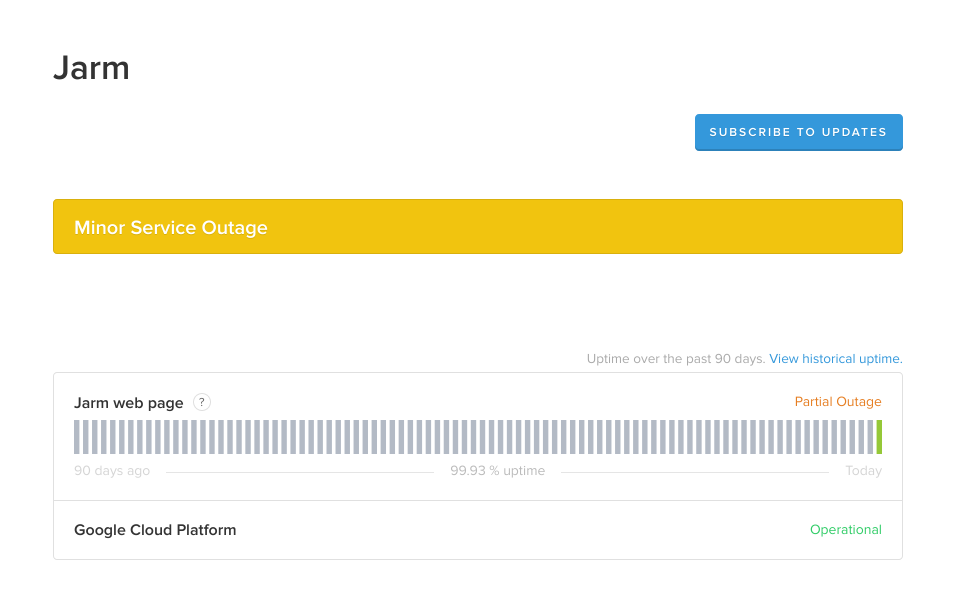 Jarm
SUBSCRIBE TO UPDATES
Minor Service Outage
Uptime over the past 90 days. View historical uptime.
Jarm web page ? Partial Outage
90 days ago 99.93 % uptime Today
Google Cloud Platform Operational